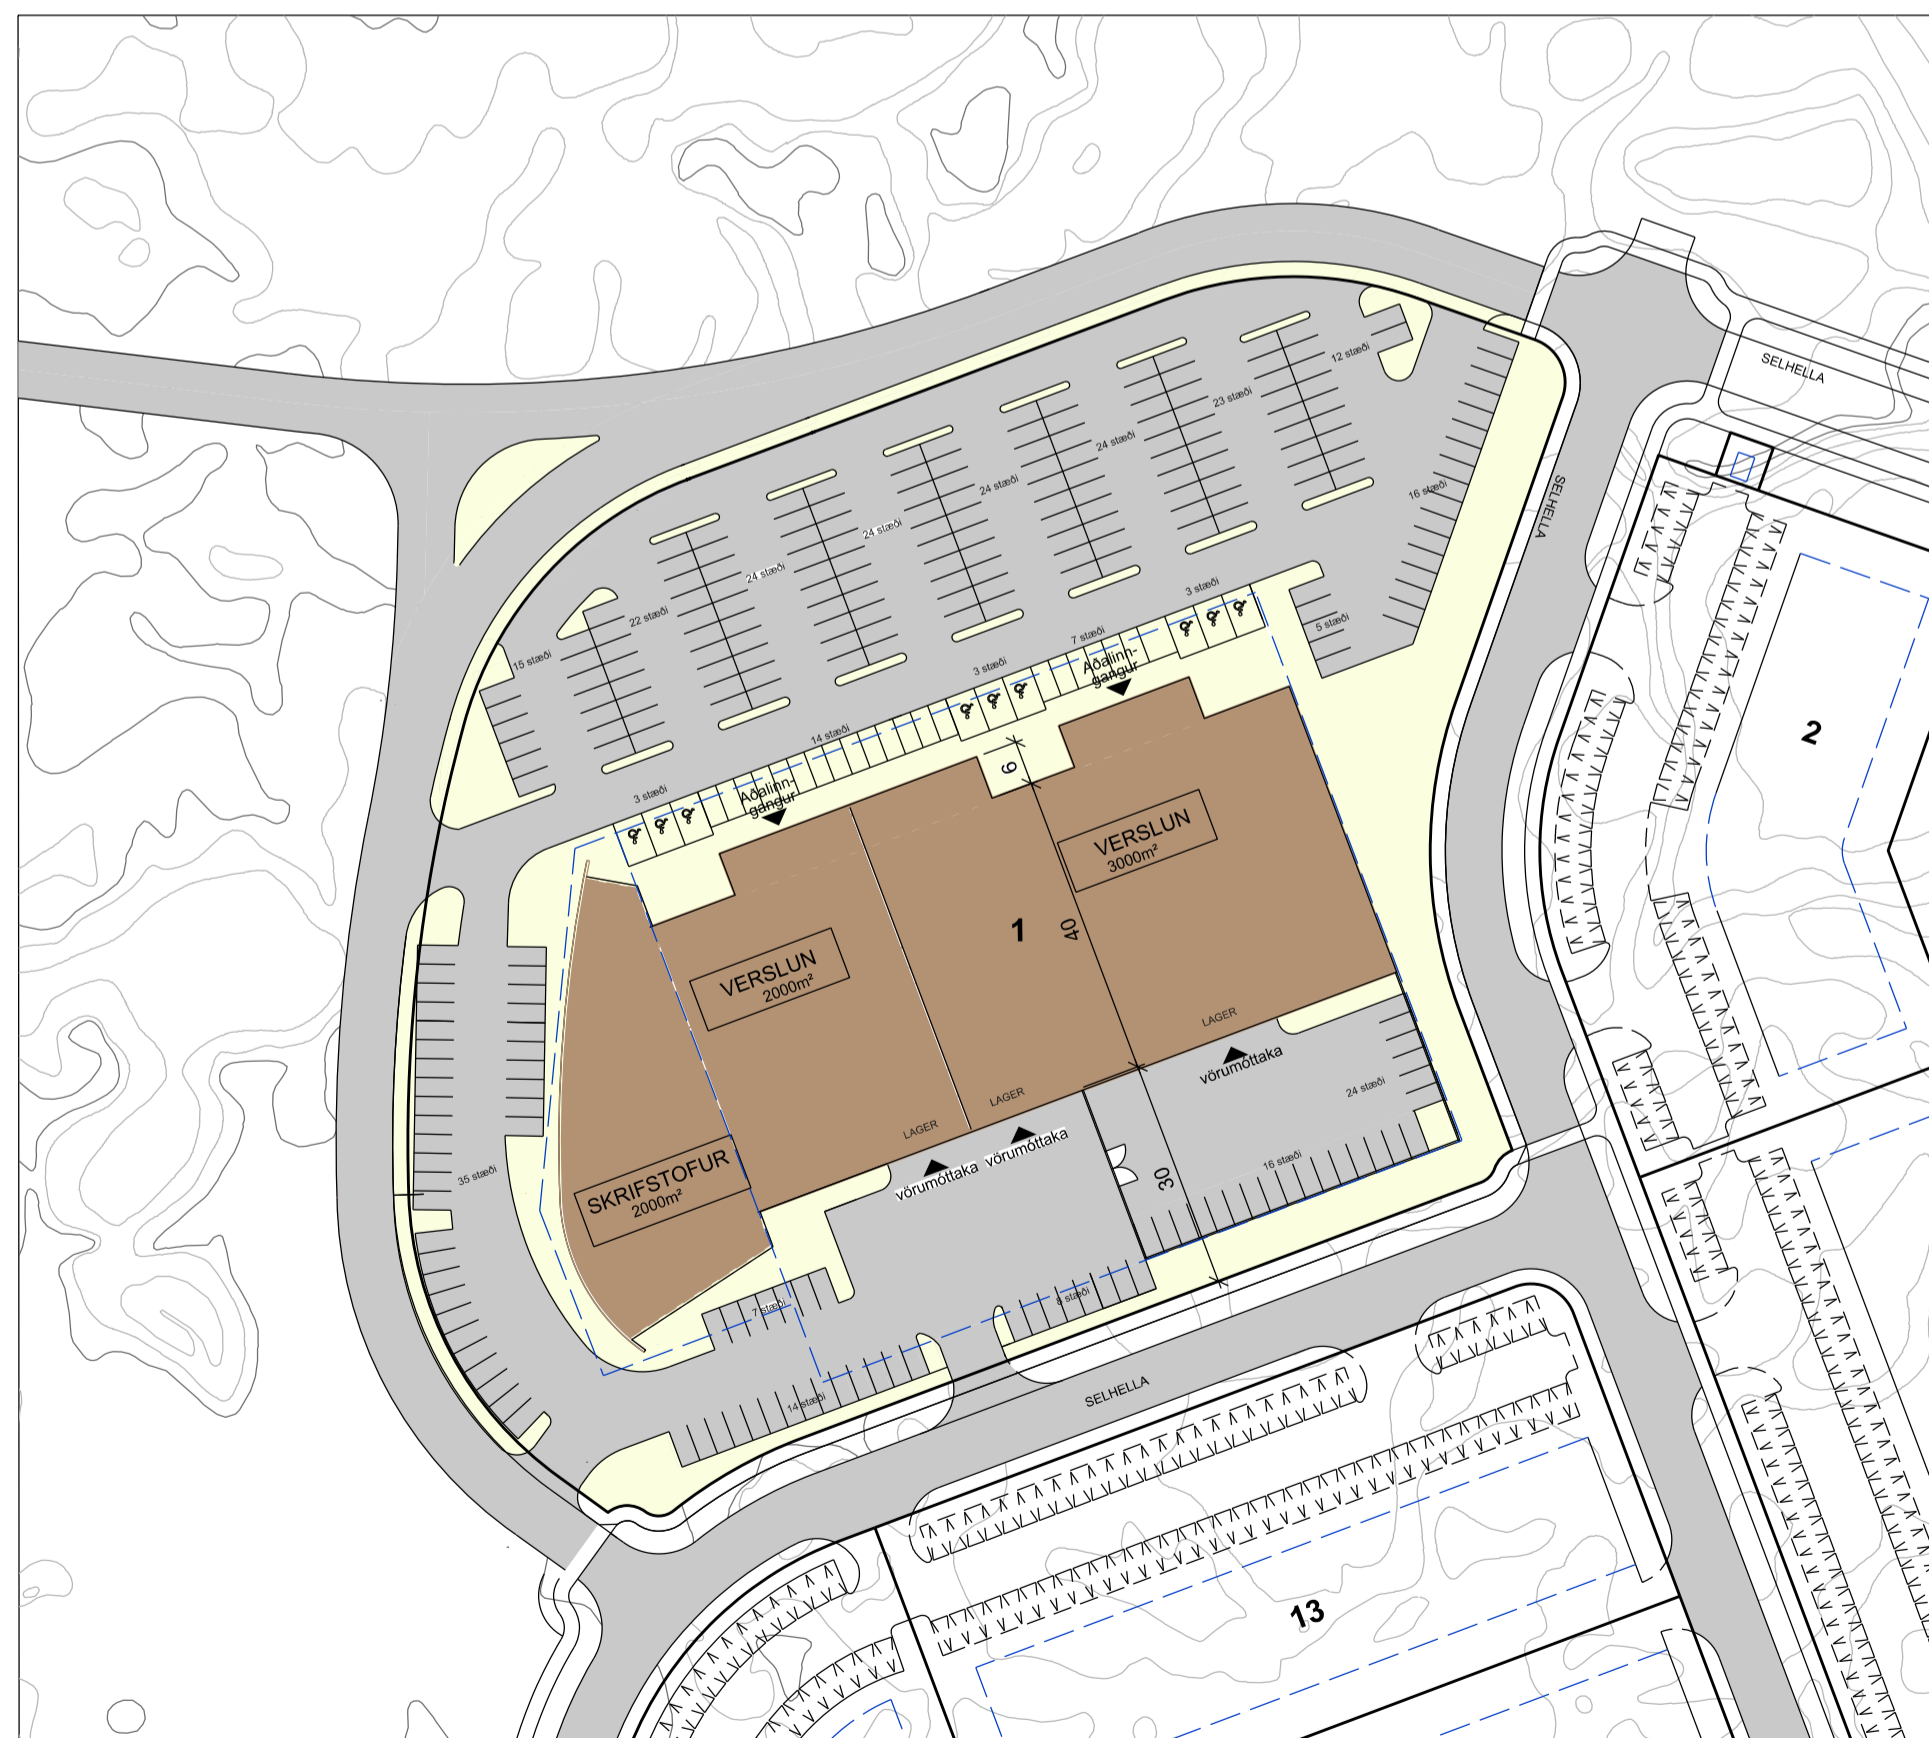 SELHELLA
12 stæði
23 stæði
24 stæði
24 stæði
16 stæði
SELHELLA
24 stæði
24 stæði
22 stæði
15 stæði
3 stæði
5 stæði
7 stæði
Aðalinn-
gangur
3 stæði
14 stæði
3 stæði
Aðalinn-
gangur
2
9
VERSLUN
3000m²
1
40
VERSLUN
2000m²
LAGER
vörumóttaka
LAGER
LAGER
24 stæði
vörumóttaka
vörumóttaka
SKRIFSTOFUR
2000m²
35 stæði
16 stæði
30
7 stæði
8 stæði
14 stæði
SELHELLA
13